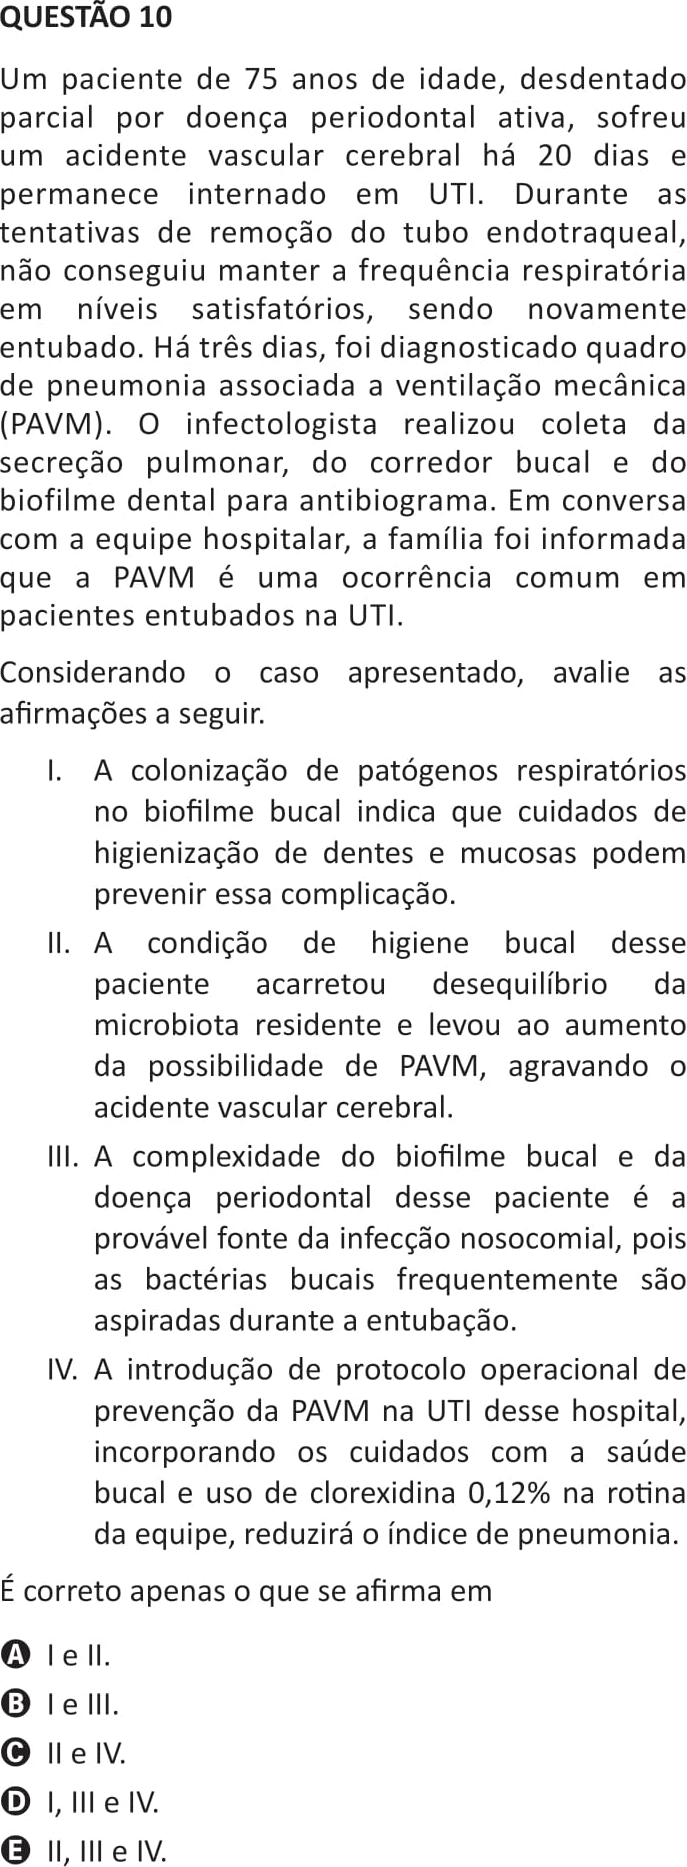 QUESTÃO 10
Um paciente de 75 anos de idade, desdentado
parcial por doença periodontal ativa, sofreu
um acidente vascular cerebral há 20 dias e
permanece internado em UTI. Durante as
tentativas de remoção do tubo endotraqueal,
não conseguiu manter a frequência respiratória
em níveis satisfatórios, sendo novamente
entubado. Há três dias, foi diagnosticado quadro
de pneumonia associada a ventilação mecânica
(PAVM). O infectologista realizou coleta da
secreção pulmonar, do corredor bucal e do
biofilme dental para antibiograma. Em conversa
com a equipe hospitalar, a família foi informada
que a PAVM é uma ocorrência comum em
pacientes entubados na UTI.
Considerando o caso apresentado, avalie as
afirmações a seguir.
I. A colonização de patógenos respiratórios
no biofilme bucal indica que cuidados de
higienização de dentes e mucosas podem
prevenir essa complicação.
II. A condição de higiene bucal desse
paciente acarretou desequilíbrio da
microbiota residente e levou ao aumento
da possibilidade de PAVM, agravando o
acidente vascular cerebral.
III. A complexidade do biofilme bucal e da
doença periodontal desse paciente é a
provável fonte da infecção nosocomial, pois
as bactérias bucais frequentemente são
aspiradas durante a entubação.
IV. A introdução de protocolo operacional de
prevenção da PAVM na UTI desse hospital,
incorporando os cuidados com a saúde
bucal e uso de clorexidina 0,12% na rotina
da equipe, reduzirá o índice de pneumonia.
É correto apenas o que se afirma em
A I e II.
B I e III.
C II e IV.
D I, III e IV.
E II, III e IV.